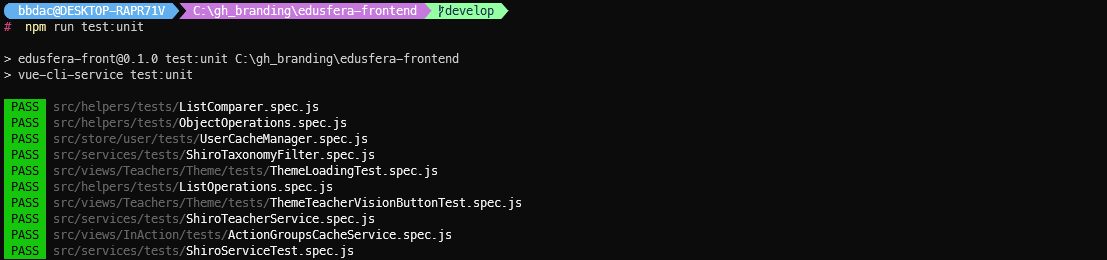 bbdac@DESKTOP-RAPR71V C:\gh_branding\edusfera-frontend develop
# npm run test:unit
> edusfera-front@0.1.0 test:unit C:\gh_branding\edusfera-frontend
> vue-cli-service test:unit
PASS src/helpers/tests/ListComparer.spec.js
PASS src/helpers/tests/ObjectOperations.spec.js
PASS src/store/user/tests/UserCacheManager.spec.js
PASS src/services/tests/ShiroTaxonomyFilter.spec.js
PASS src/views/Teachers/Theme/tests/ThemeLoadingTest.spec.js
PASS src/helpers/tests/ListOperations.spec.js
PASS src/views/Teachers/Theme/tests/ThemeTeacherVisionButtonTest.spec.js
PASS src/services/tests/ShiroTeacherService.spec.js
PASS src/views/InAction/tests/ActionGroupsCacheService.spec.js
PASS src/services/tests/ShiroServiceTest.spec.js